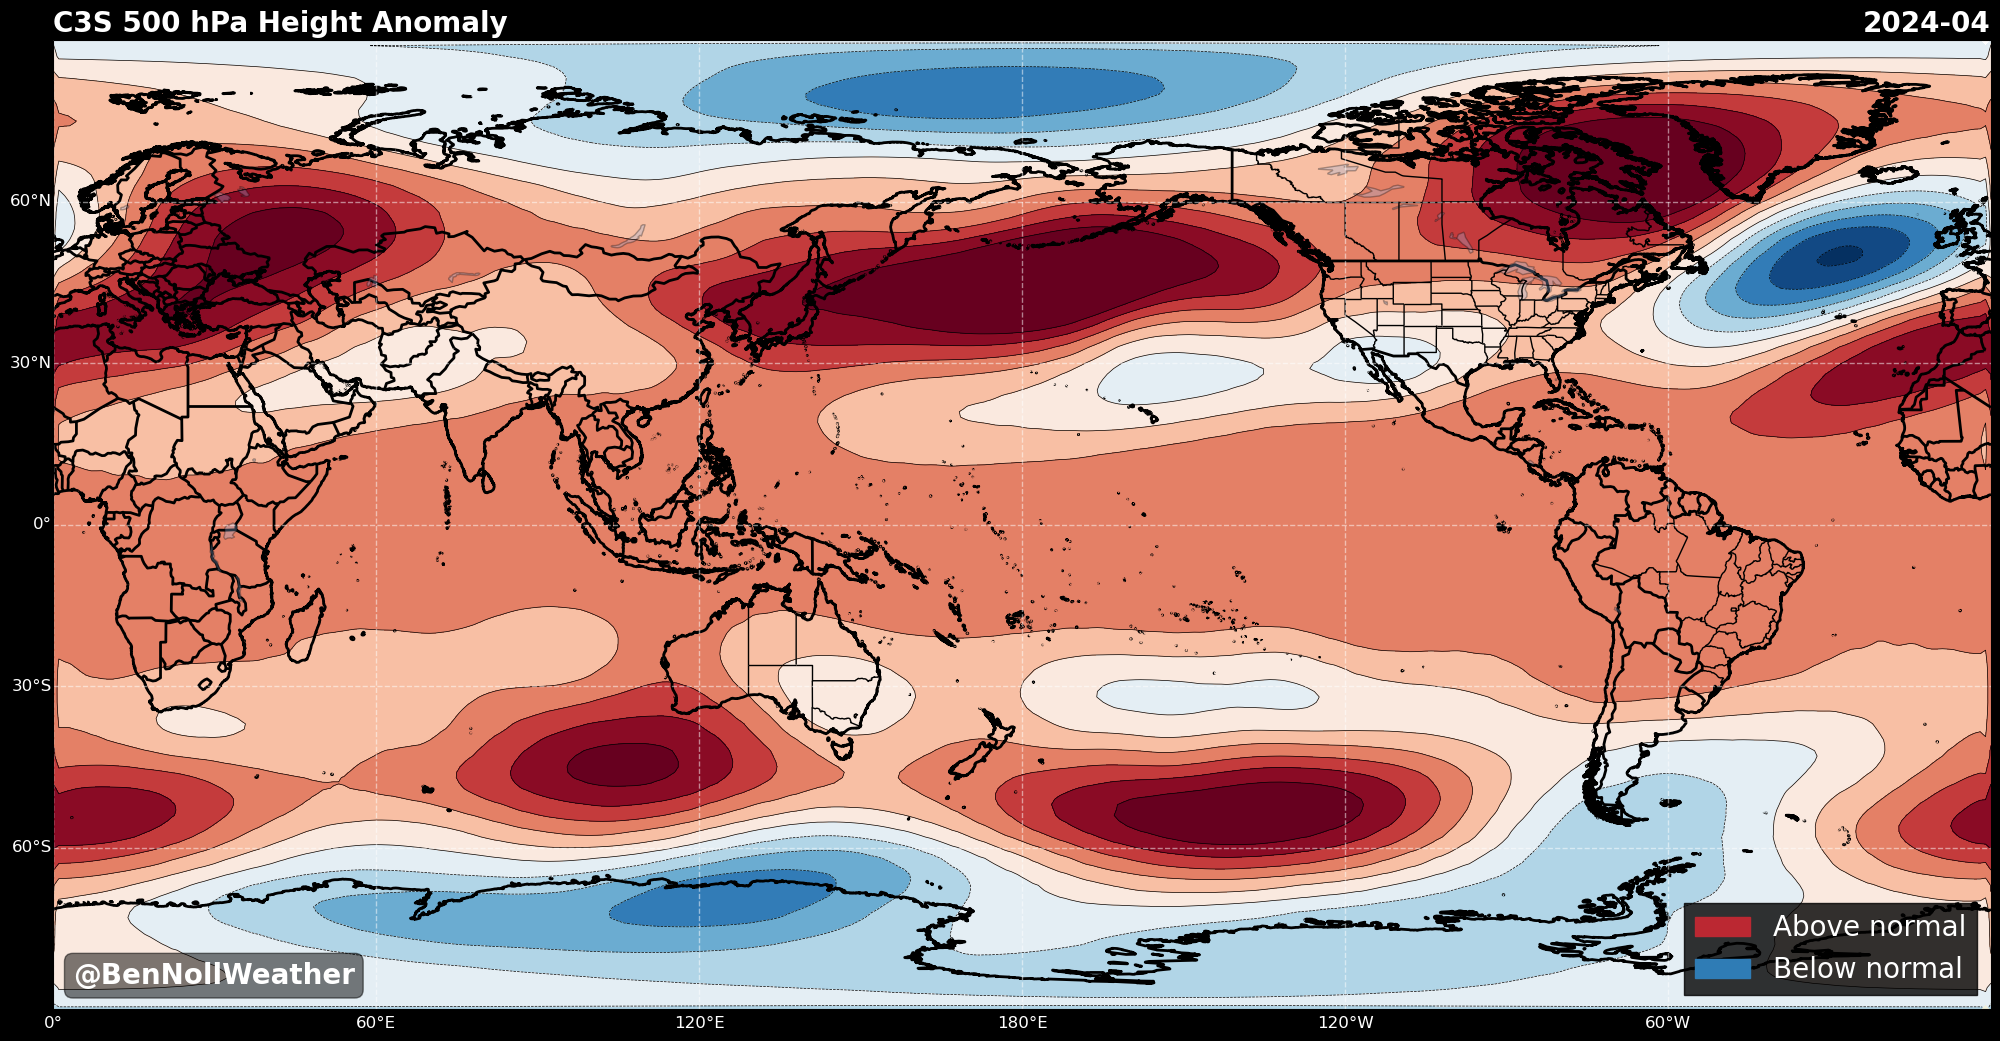 C3S 500 hPa Height Anomaly
2024-04
60°N
30°N
0°
30°S
60°S
Above normal
Below normal
@BenNollWeather
0°
60°E
120°E
180°E
120°W
60°W